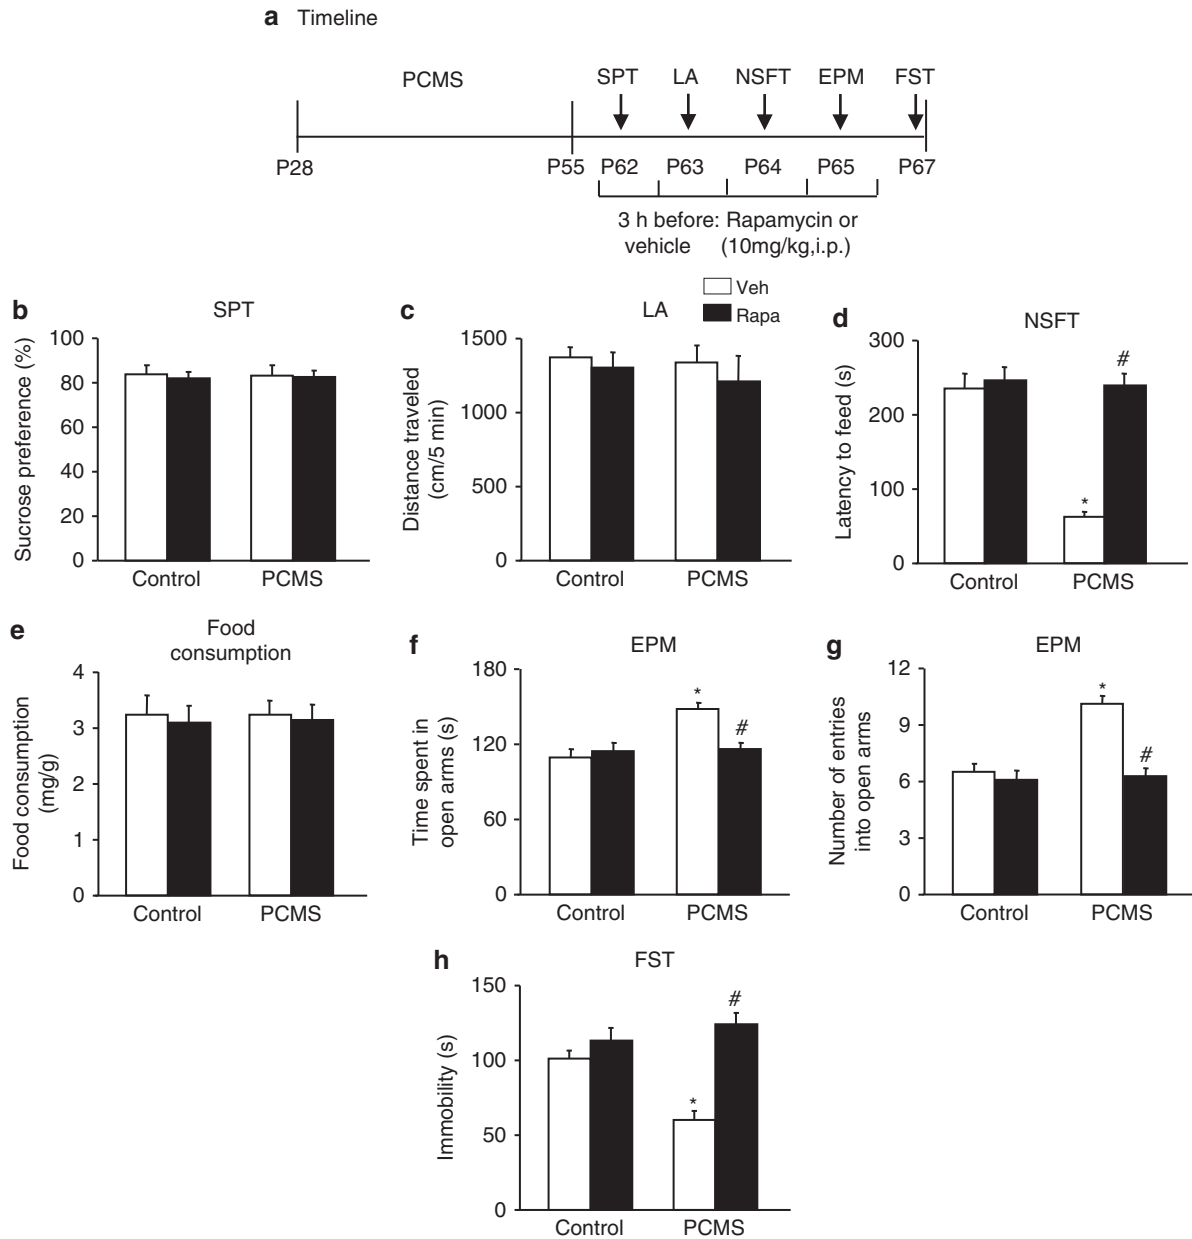 a Timeline
PCMS
SPT LA NSFT EPM FST
P28 P55 P62 P63 P64 P65 P67
3 h before: Rapamycin or
vehicle (10mg/kg,i.p.)
Veh
Rapa
b SPT
Sucrose preference (%)
100
80
60
40
20
0
Control PCMS
c LA
Distance traveled
(cm/5 min)
1500
1000
500
0
Control PCMS
d NSFT
Latency to feed (s)
300
200
100
0
#
*
Control PCMS
e Food
consumption
Food consumption
(mg/g)
4
3
2
1
0
Control PCMS
f EPM
Time spent in
open arms (s)
180
120
60
0
*
#
Control PCMS
g EPM
Number of entries
into open arms
12
9
6
3
0
*
#
Control PCMS
h FST
Immobility (s)
150
100
50
0
#
*
Control PCMS